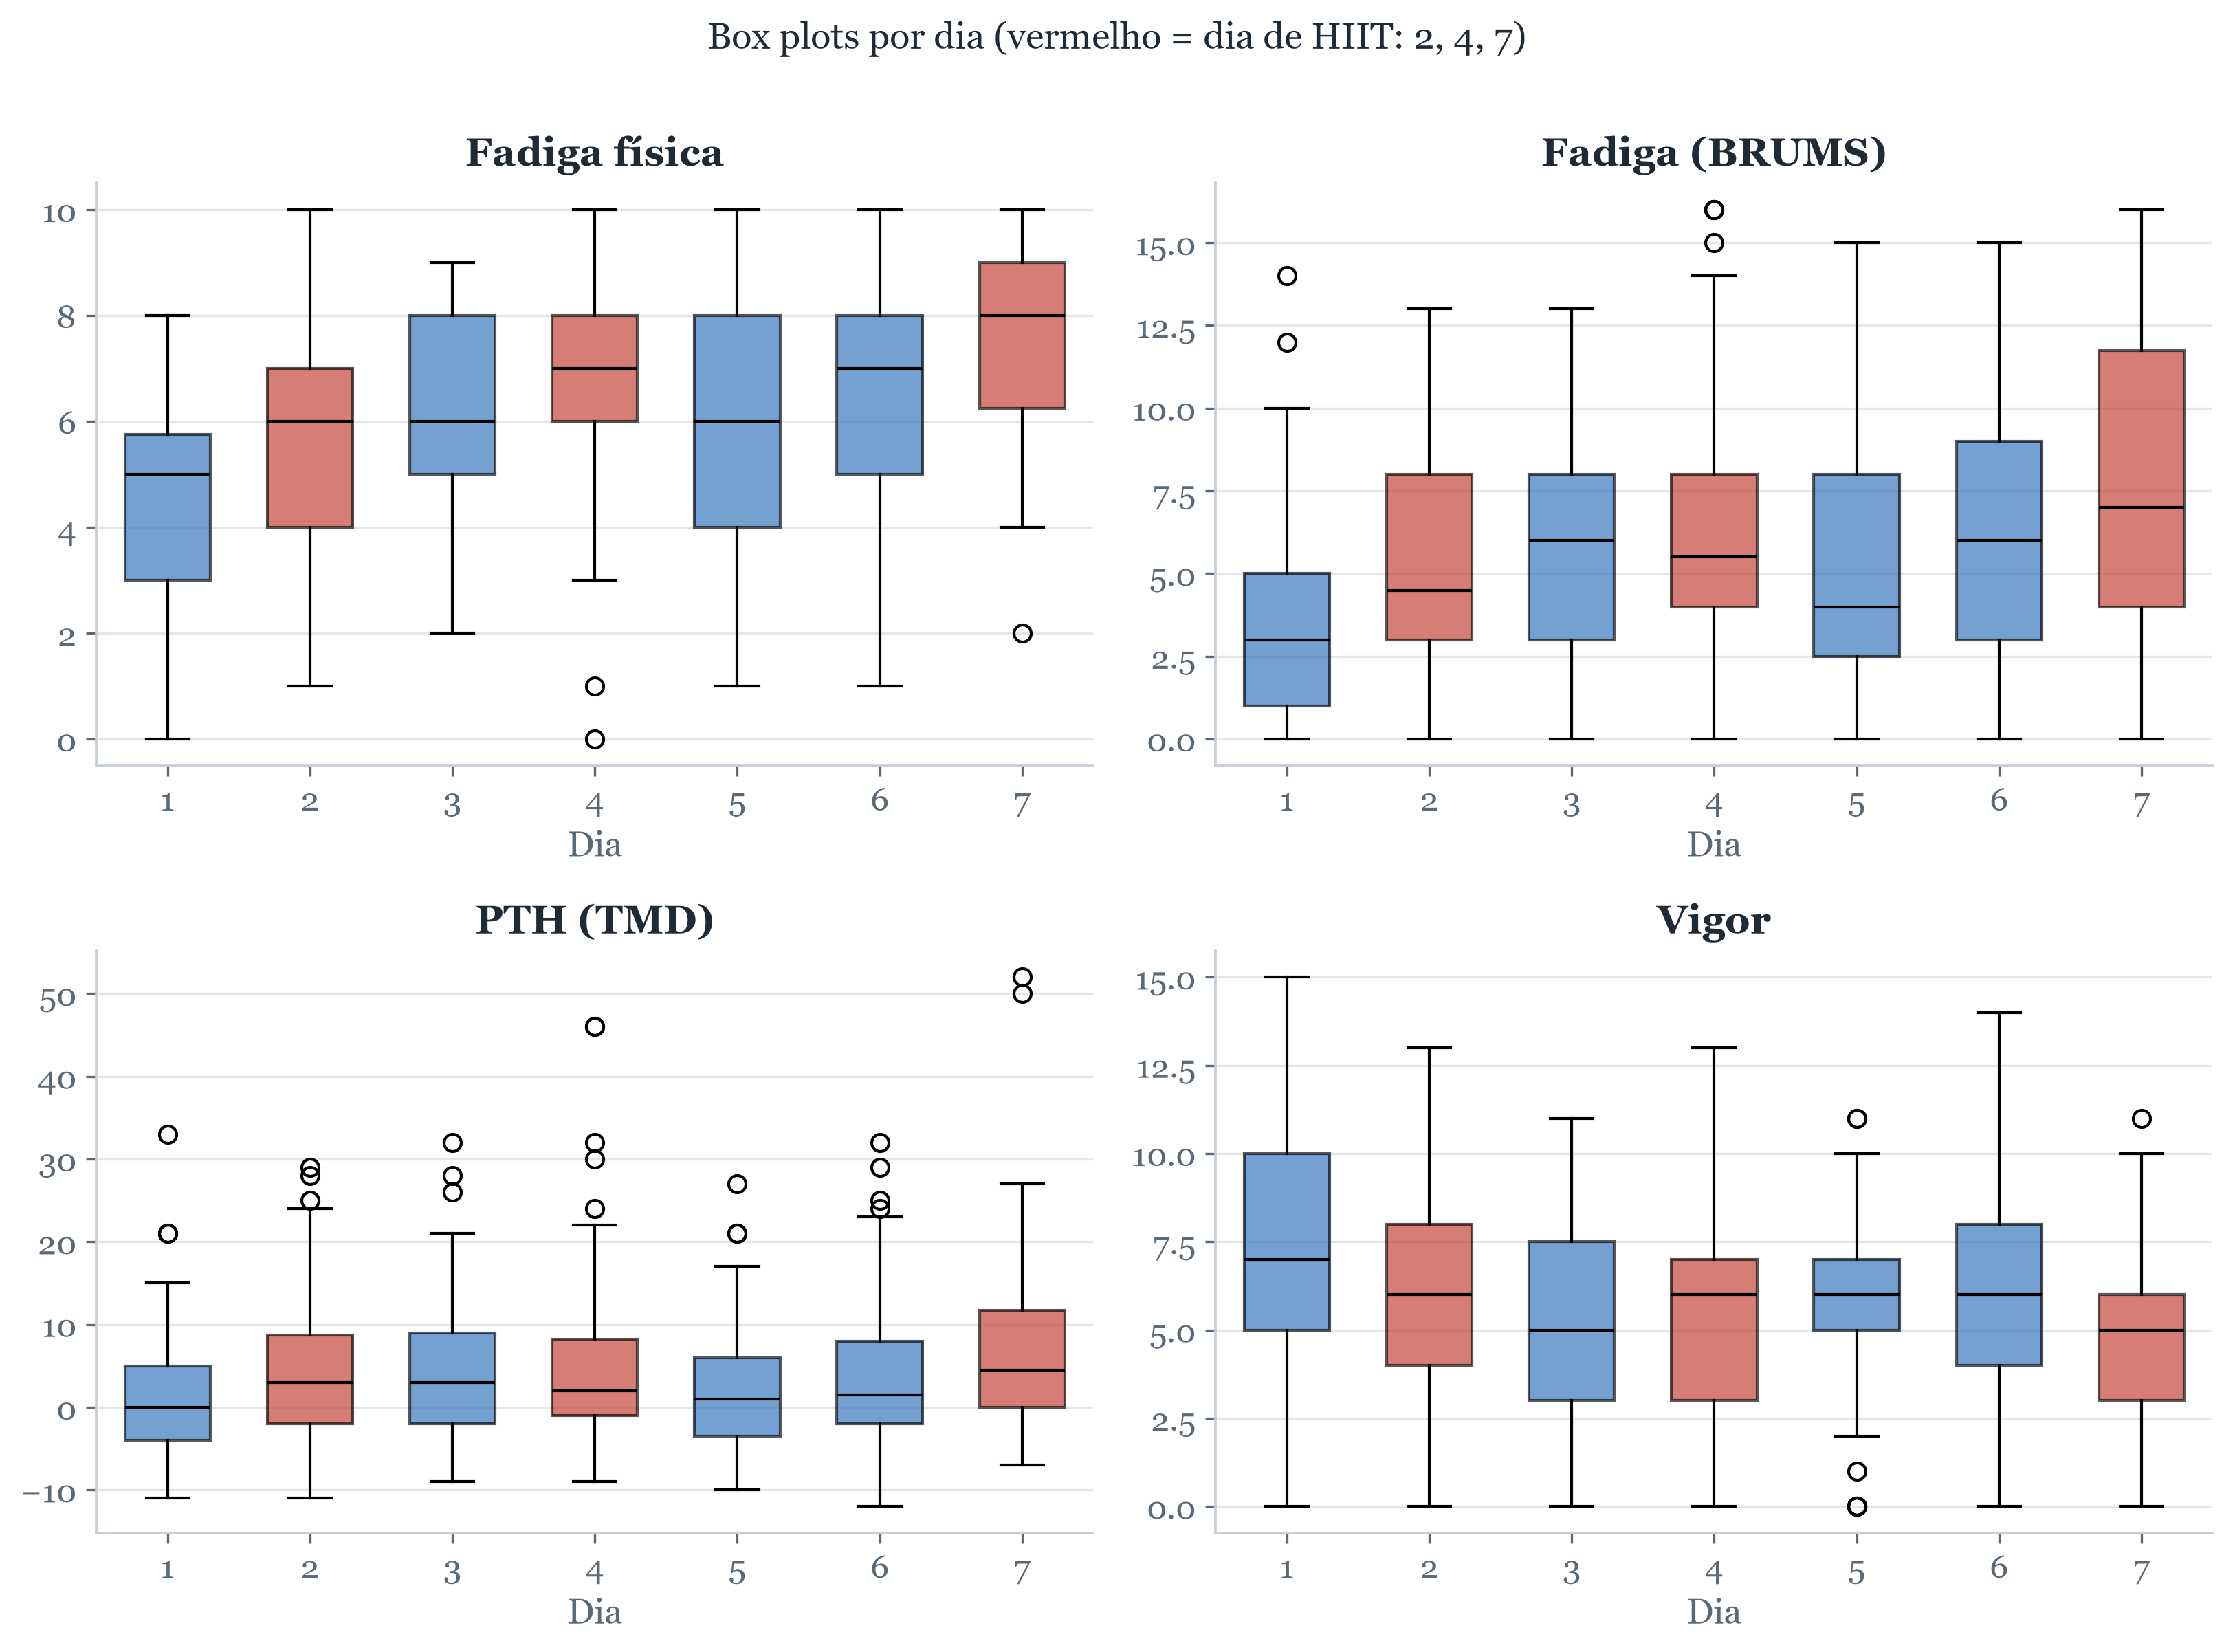 Box plots por dia (vermelho = dia de HIIT: 2, 4, 7)
Fadiga física
10
8
6
4
2
0
1 2 3 4 5 6 7
Dia
Fadiga (BRUMS)
15.0
12.5
10.0
7.5
5.0
2.5
0.0
1 2 3 4 5 6 7
Dia
PTH (TMD)
50
40
30
20
10
0
−10
1 2 3 4 5 6 7
Dia
Vigor
15.0
12.5
10.0
7.5
5.0
2.5
0.0
1 2 3 4 5 6 7
Dia